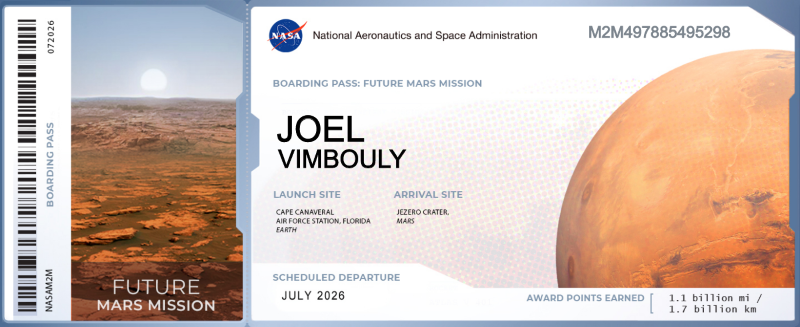 072026
BOARDING PASS
NASAM2M
FUTURE
MARS MISSION
NASA
National Aeronautics and Space Administration
M2M497885495298
BOARDING PASS: FUTURE MARS MISSION
JOEL
VIMBOULY
LAUNCH SITE
CAPE CANAVERAL
AIR FORCE STATION, FLORIDA
EARTH
ARRIVAL SITE
JEZERO CRATER,
MARS
SCHEDULED DEPARTURE
JULY 2026
AWARD POINTS EARNED
1.1 billion mi /
1.7 billion km